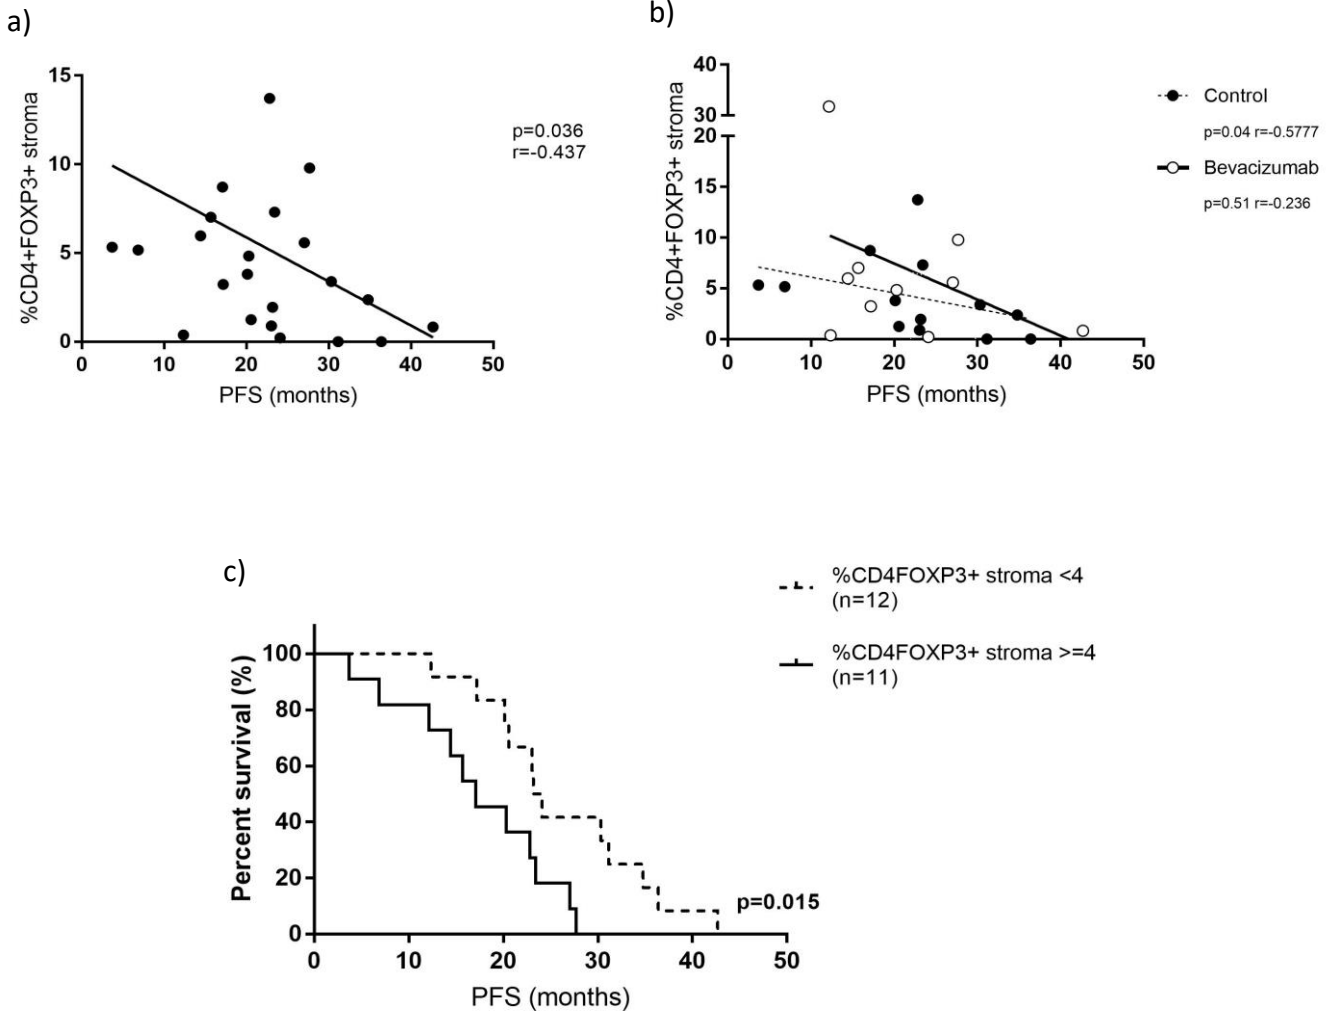 a)
15
10
5
0
0 10 20 30 40 50
%CD4+FOXP3+ stroma
PFS (months)
p=0.036
r=-0.437
b)
40
30
20
15
10
5
0
0 10 20 30 40 50
%CD4+FOXP3+ stroma
PFS (months)
Control
p=0.04 r=-0.5777
Bevacizumab
p=0.51 r=-0.236
c)
%CD4FOXP3+ stroma <4
(n=12)
%CD4FOXP3+ stroma >=4
(n=11)
100
80
60
40
20
0
0 10 20 30 40 50
Percent survival (%)
PFS (months)
p=0.015